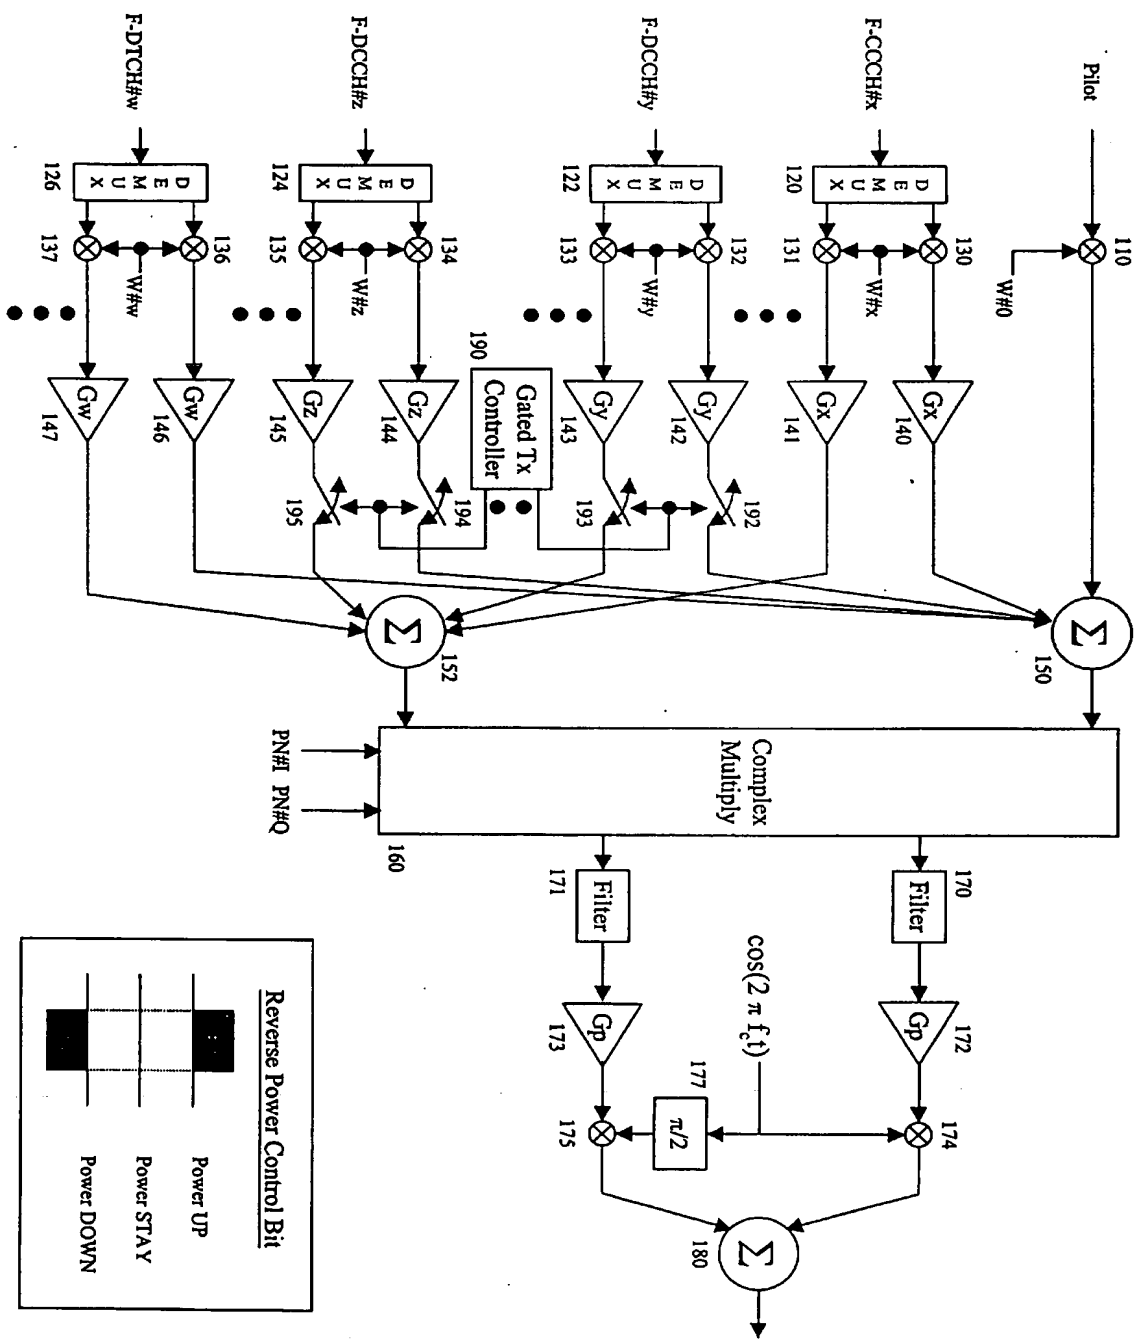 Pilot
110
W#0
150
Σ
F-CCCH#x
120
DEMUX
130
131
W#x
Gx
140
Gx
141
F-DCCH#y
122
DEMUX
132
133
W#y
Gy
142
Gy
143
192
193
190
Gated Tx
Controller
F-DCCH#z
124
DEMUX
134
135
W#z
Gz
144
Gz
145
194
195
F-DTCH#w
126
DEMUX
136
137
W#w
Gw
146
Gw
147
Σ
152
Complex
Multiply
160
PN#I
PN#Q
170
Filter
171
Filter
172
Gp
173
Gp
cos(2 π fct)
174
175
177
π/2
Σ
180
Reverse Power Control Bit
Power UP
Power STAY
Power DOWN